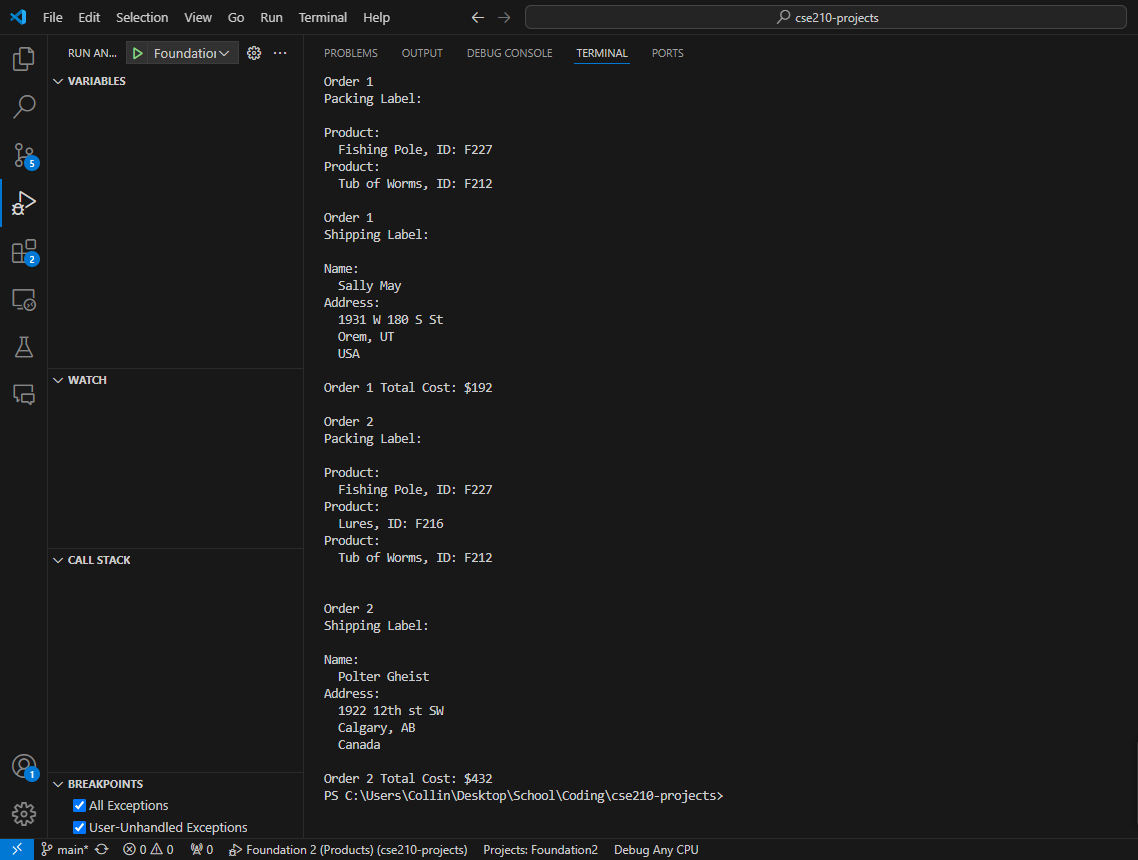 File Edit Selection View Go Run Terminal Help cse210-projects
RUN AN... Foundation
PROBLEMS OUTPUT DEBUG CONSOLE TERMINAL PORTS
VARIABLES
WATCH
CALL STACK
BREAKPOINTS
All Exceptions
User-Unhandled Exceptions
5
2
1
Order 1
Packing Label:
Product:
Fishing Pole, ID: F227
Product:
Tub of Worms, ID: F212
Order 1
Shipping Label:
Name:
Sally May
Address:
1931 W 180 S St
Orem, UT
USA
Order 1 Total Cost: $192
Order 2
Packing Label:
Product:
Fishing Pole, ID: F227
Product:
Lures, ID: F216
Product:
Tub of Worms, ID: F212
Order 2
Shipping Label:
Name:
Polter Gheist
Address:
1922 12th st SW
Calgary, AB
Canada
Order 2 Total Cost: $432
PS C:\Users\Collin\Desktop\School\Coding\cse210-projects>
main* 0 0 0 Foundation 2 (Products) (cse210-projects) Projects: Foundation2 Debug Any CPU